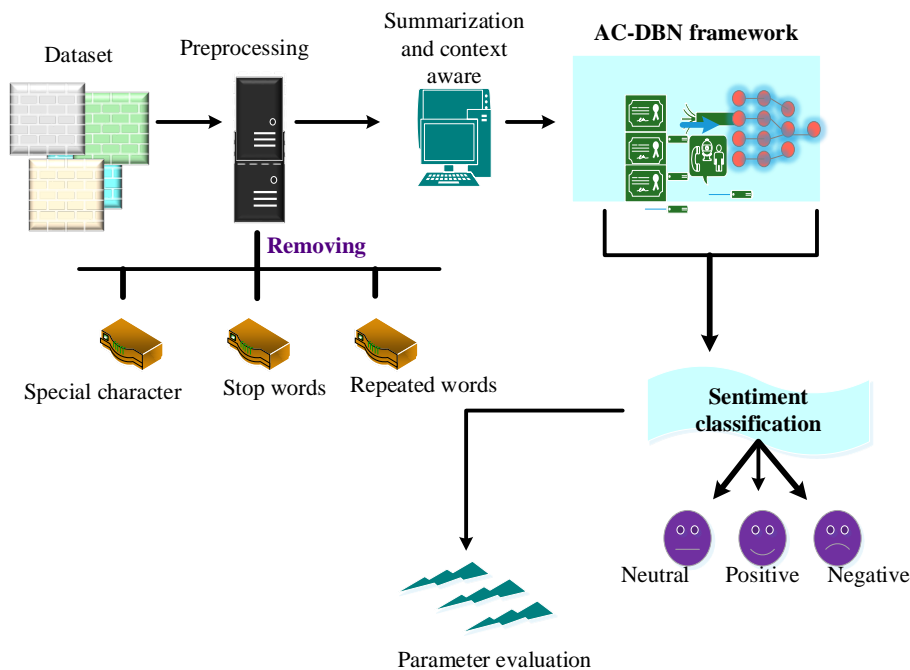 Dataset
Preprocessing
Summarization
and context
aware
AC-DBN framework
Removing
Special character
Stop words
Repeated words
Sentiment
classification
Neutral
Positive
Negative
Parameter evaluation